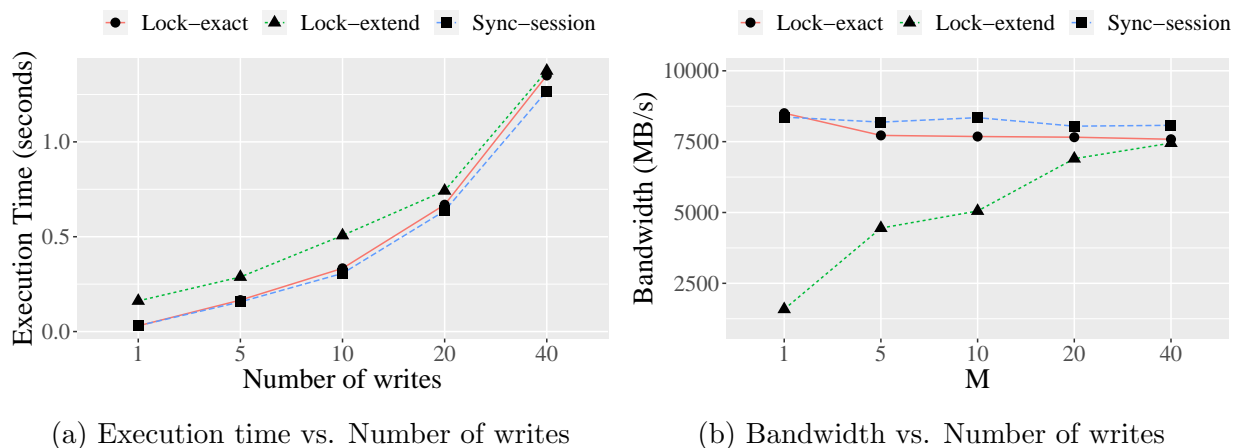 Lock−exact Lock−extend Sync−session
Execution Time (seconds)
1.0
0.5
0.0
1 5 10 20 40
Number of writes
(a) Execution time vs. Number of writes
Lock−exact Lock−extend Sync−session
Bandwidth (MB/s)
10000
7500
5000
2500
1 5 10 20 40
M
(b) Bandwidth vs. Number of writes